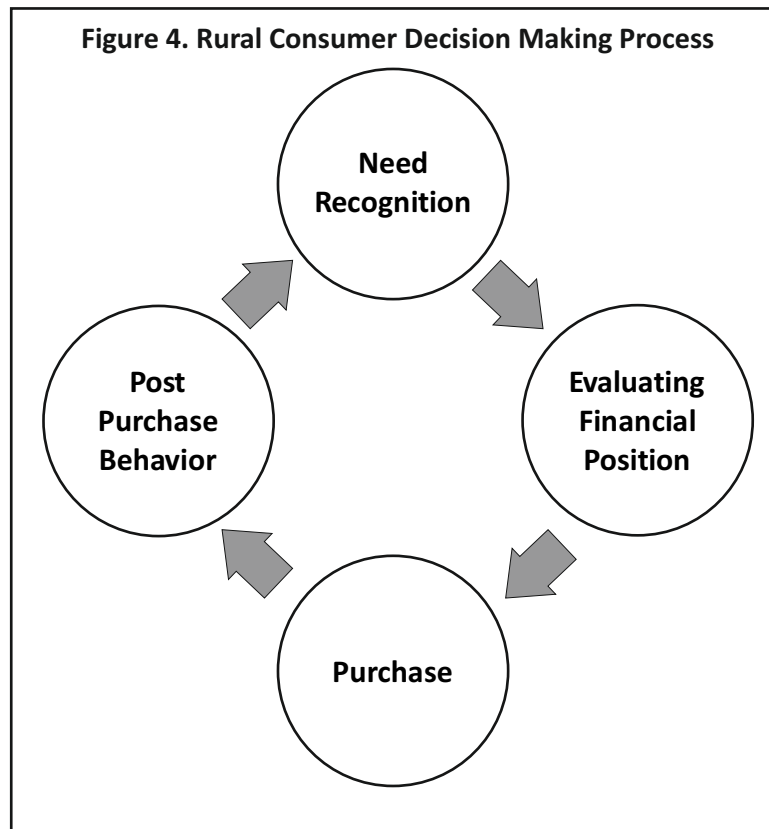 Figure 4. Rural Consumer Decision Making Process
Need
Recognition
Evaluating
Financial
Position
Purchase
Post
Purchase
Behavior